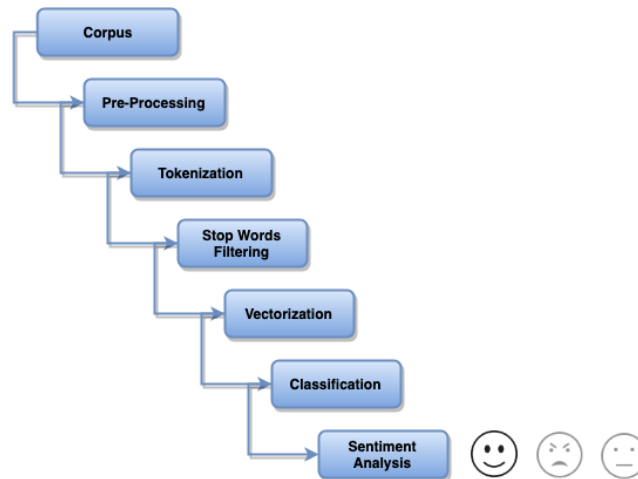 Corpus
Pre-Processing
Tokenization
Stop Words
Filtering
Vectorization
Classification
Sentiment
Analysis